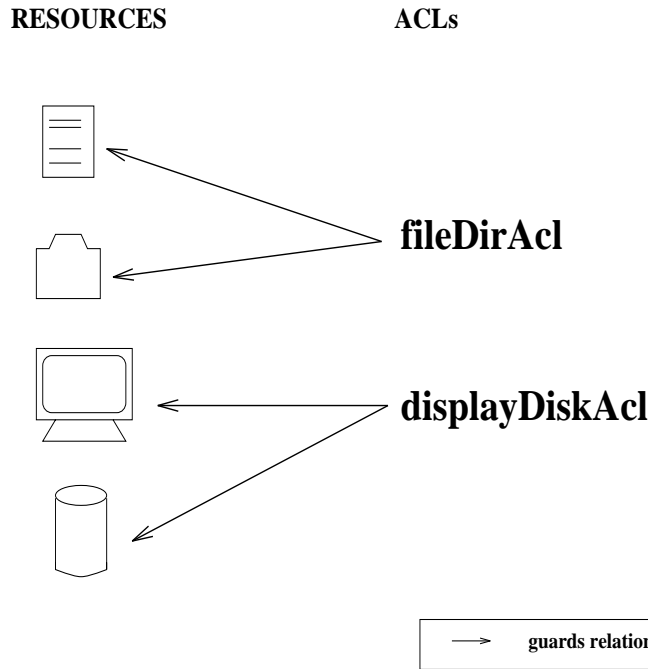 RESOURCES ACLs
fileDirAcl
displayDiskAcl
guards relation